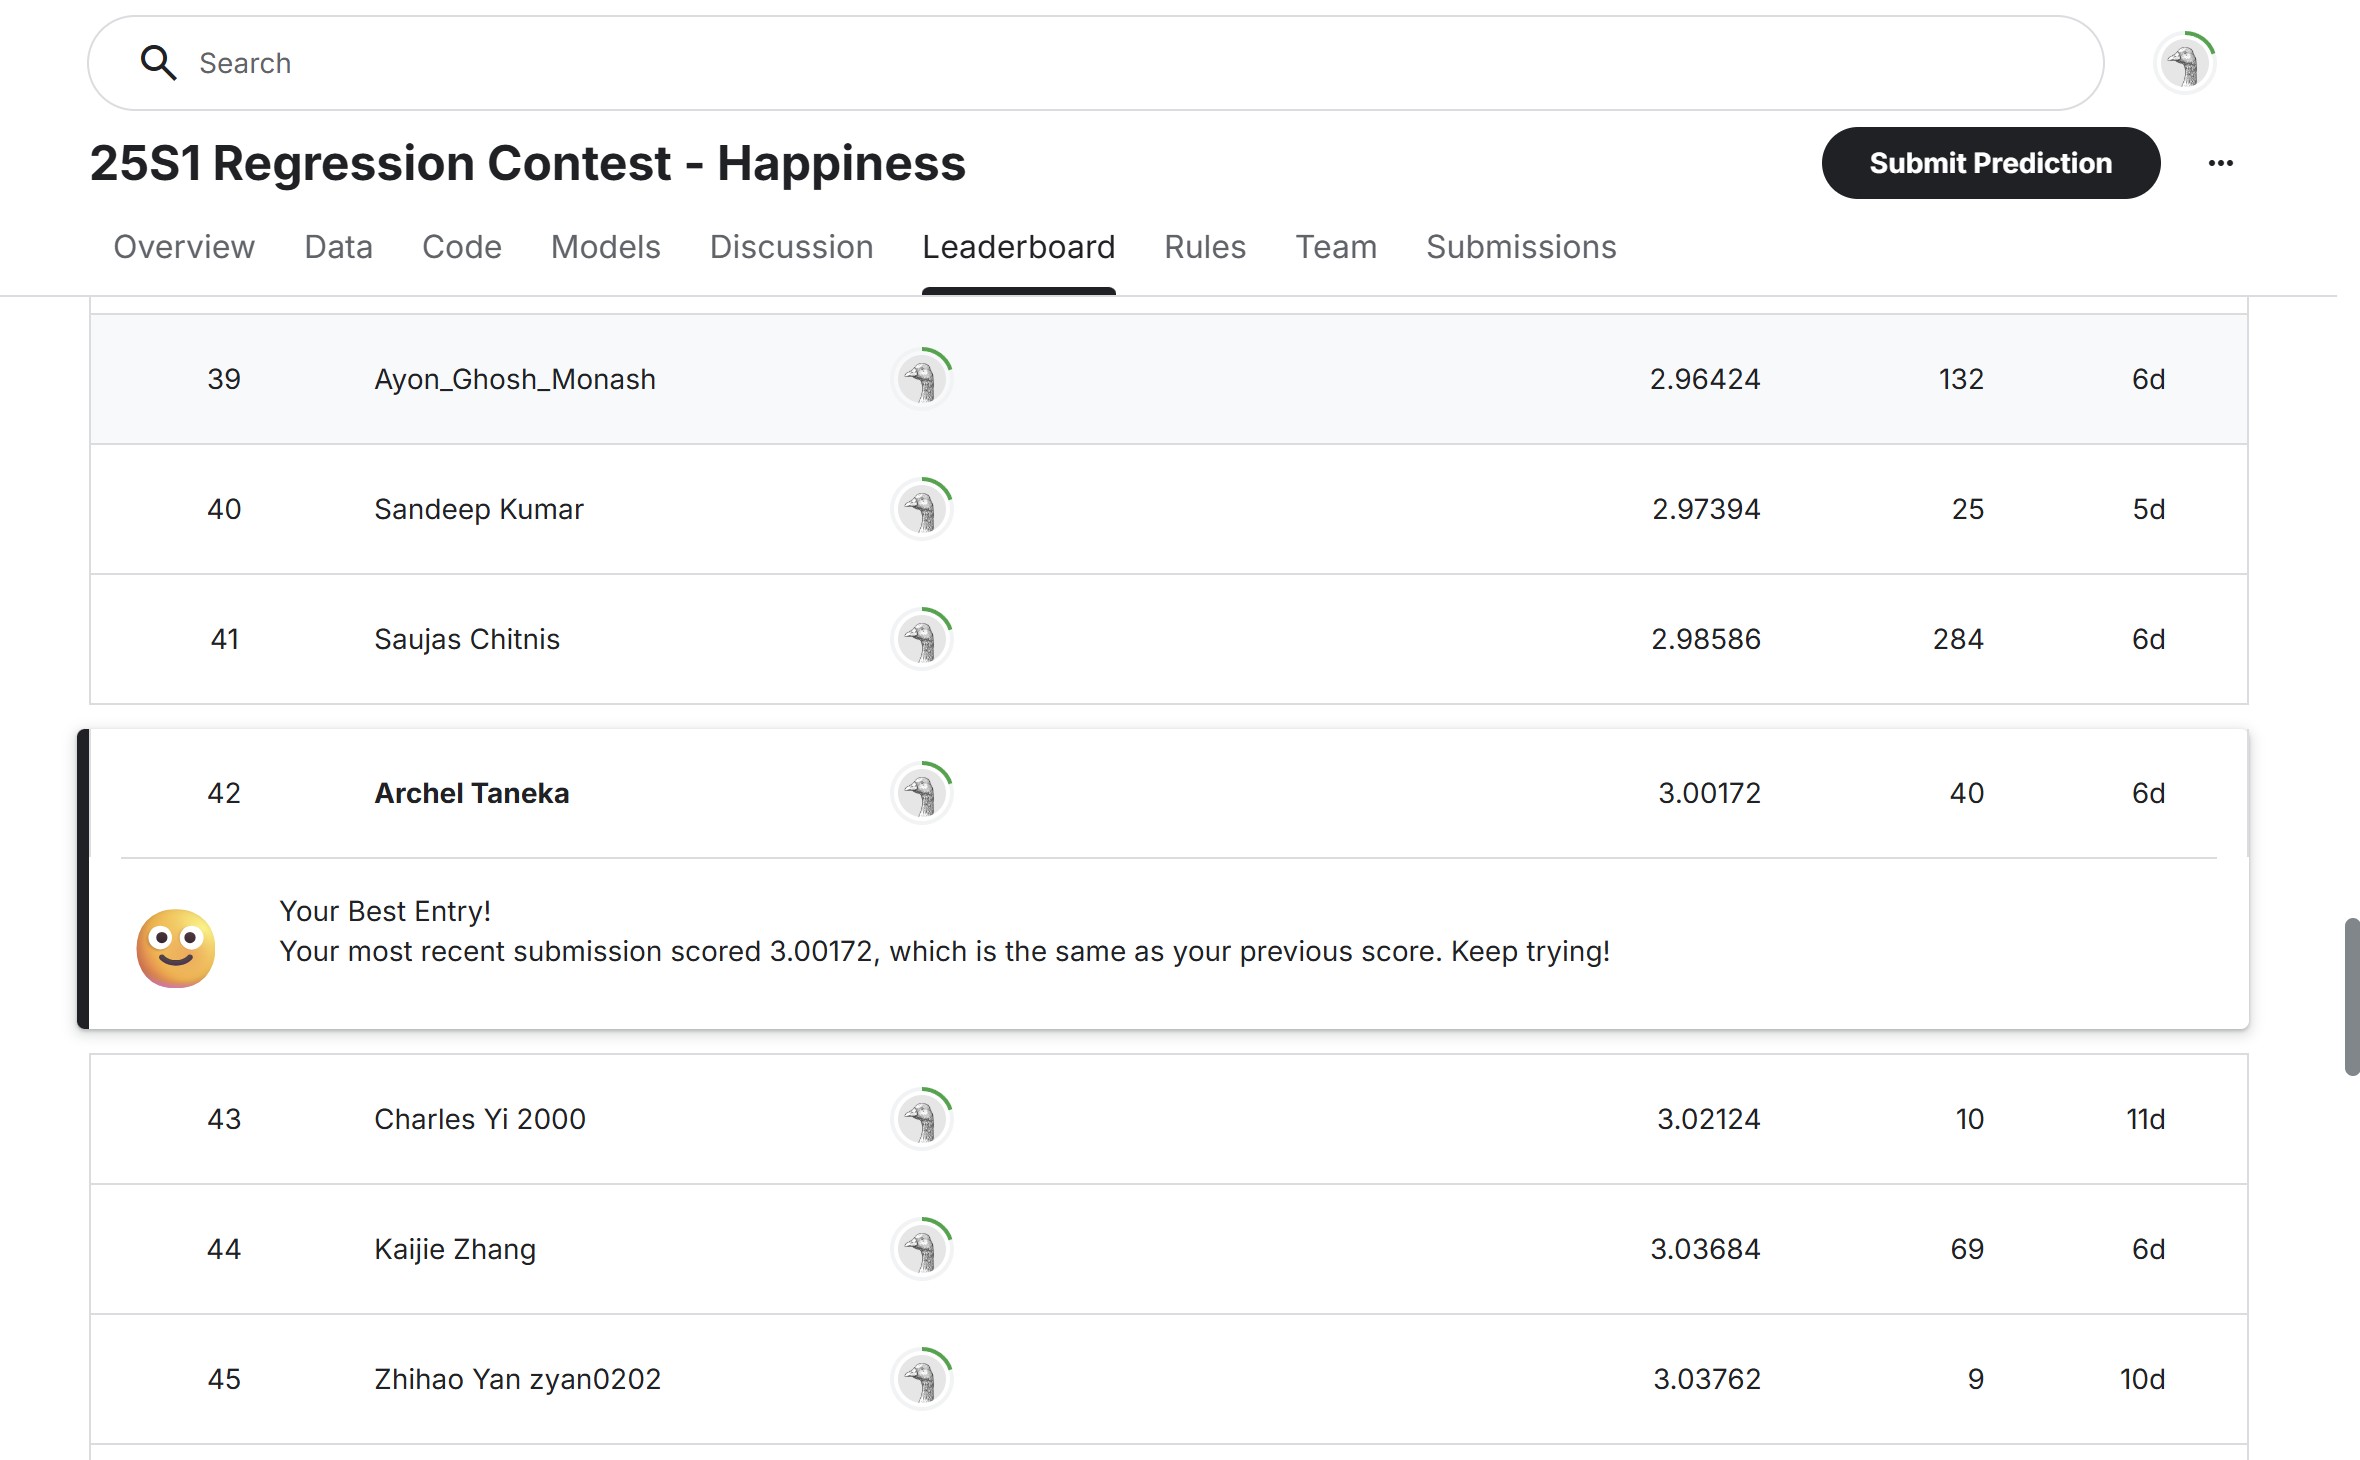 Search
25S1 Regression Contest - Happiness
Submit Prediction
Overview Data Code Models Discussion Leaderboard Rules Team Submissions
39 Ayon_Ghosh_Monash 2.96424 132 6d
40 Sandeep Kumar 2.97394 25 5d
41 Saujas Chitnis 2.98586 284 6d
42 Archel Taneka 3.00172 40 6d
Your Best Entry!
Your most recent submission scored 3.00172, which is the same as your previous score. Keep trying!
43 Charles Yi 2000 3.02124 10 11d
44 Kaijie Zhang 3.03684 69 6d
45 Zhihao Yan zyan0202 3.03762 9 10d